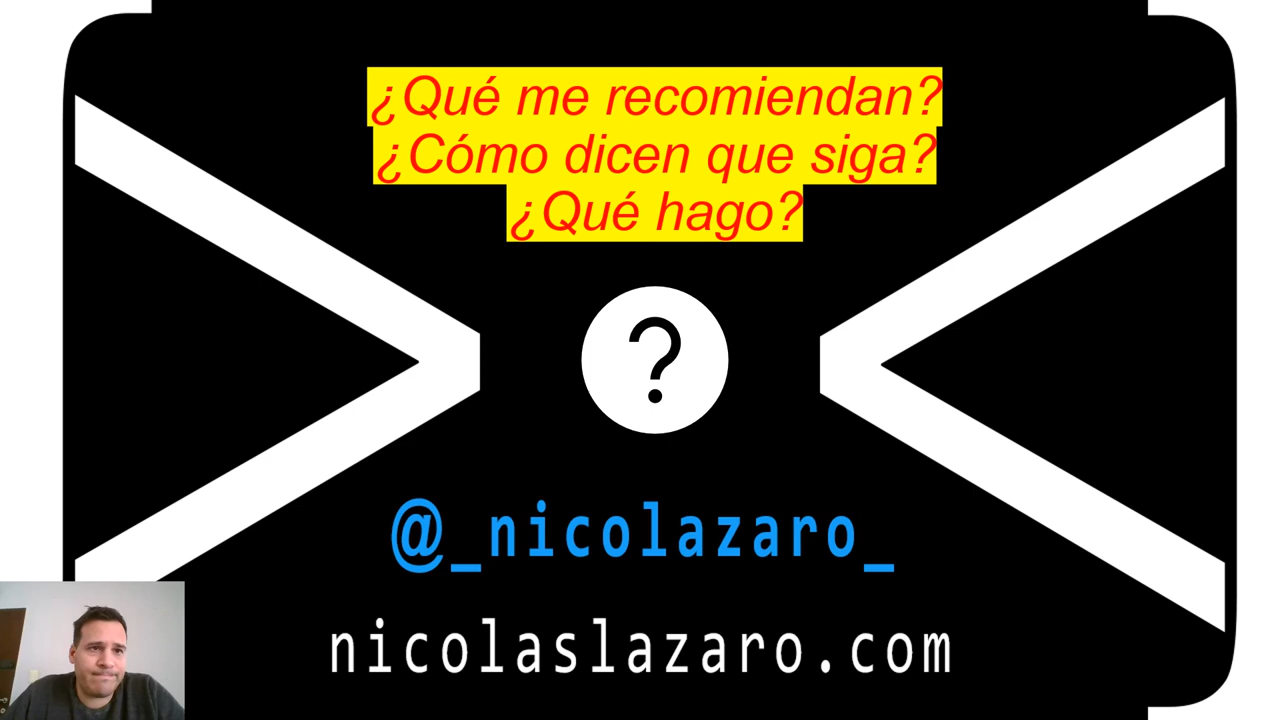 ¿Qué me recomiendan?
¿Cómo dicen que siga?
¿Qué hago?
?
@_nicolazaro_
nicolaslazaro.com